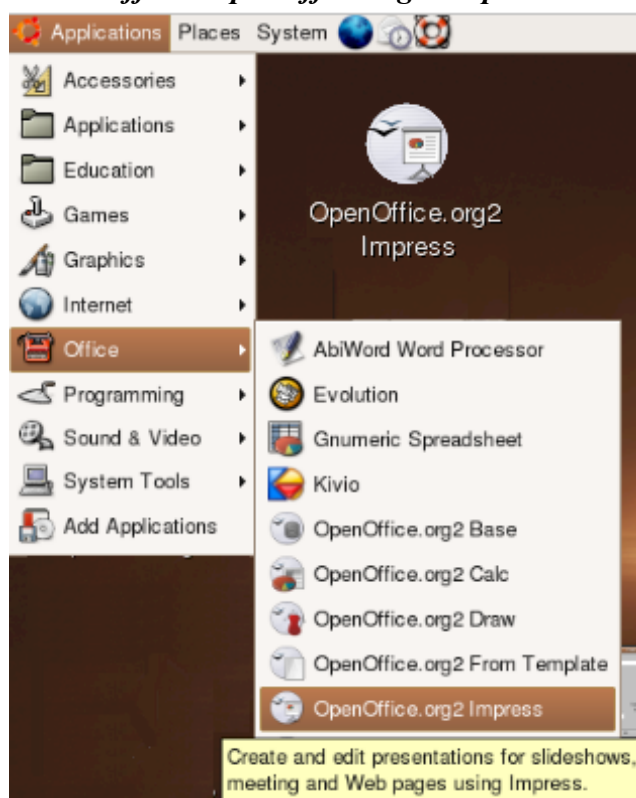 Applications Places System
Accessories
Applications
Education
Games
Graphics
Internet
Office
Programming
Sound & Video
System Tools
Add Applications
OpenOffice.org2
Impress
AbiWord Word Processor
Evolution
Gnumeric Spreadsheet
Kivio
OpenOffice.org2 Base
OpenOffice.org2 Calc
OpenOffice.org2 Draw
OpenOffice.org2 From Template
OpenOffice.org2 Impress
Create and edit presentations for slideshows,
meeting and Web pages using Impress.